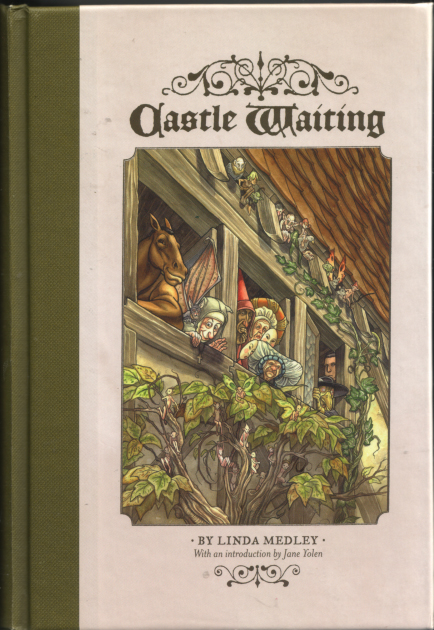 Castle Waiting
· BY LINDA MEDLEY ·
With an introduction by Jane Yolen